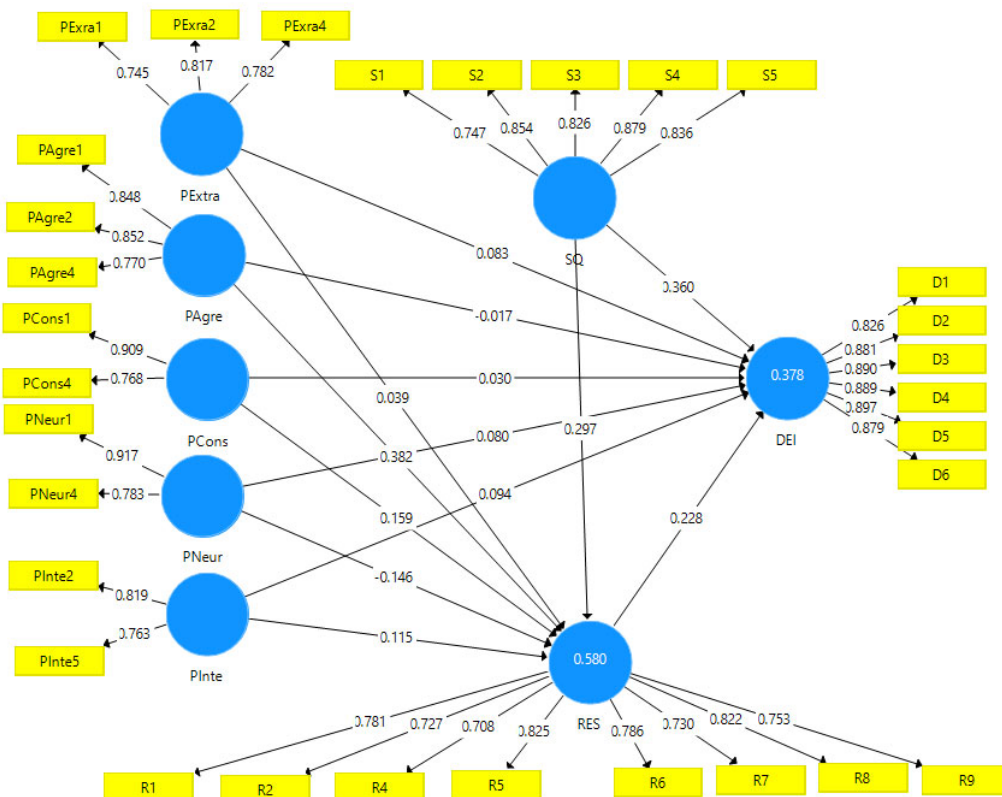 PExra1
PExra2
PExra4
0.745
0.817
0.782
PExtra
S1
S2
S3
S4
S5
0.747
0.854
0.826
0.879
0.836
SQ
PAgre1
PAgre2
PAgre4
0.848
0.852
0.770
PAgre
PCons1
PCons4
0.909
0.768
PCons
PNeur1
PNeur4
0.917
0.783
PNeur
PInte2
PInte5
0.819
0.763
PInte
0.083
-0.017
0.030
0.080
0.094
0.360
0.039
0.382
0.159
-0.146
0.115
0.297
0.228
0.378
DEI
D1
D2
D3
D4
D5
D6
0.826
0.881
0.890
0.889
0.897
0.879
0.580
RES
0.781
0.727
0.708
0.825
0.786
0.730
0.822
0.753
R1
R2
R4
R5
R6
R7
R8
R9